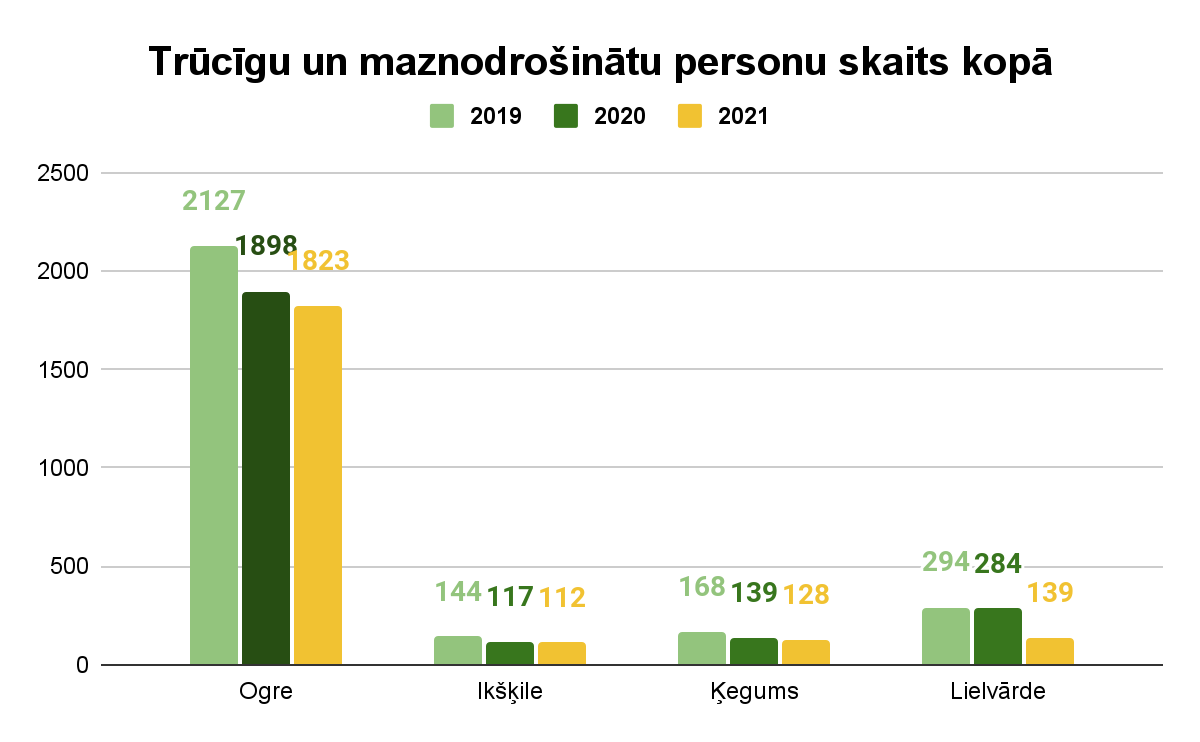 Trūcīgu un maznodrošinātu personu skaits kopā
2019 2020 2021
2500
2127
1898
1823
2000
1500
1000
500
294 284
144 117 112
168 139 128
139
0
Ogre Ikšķile Ķegums Lielvārde